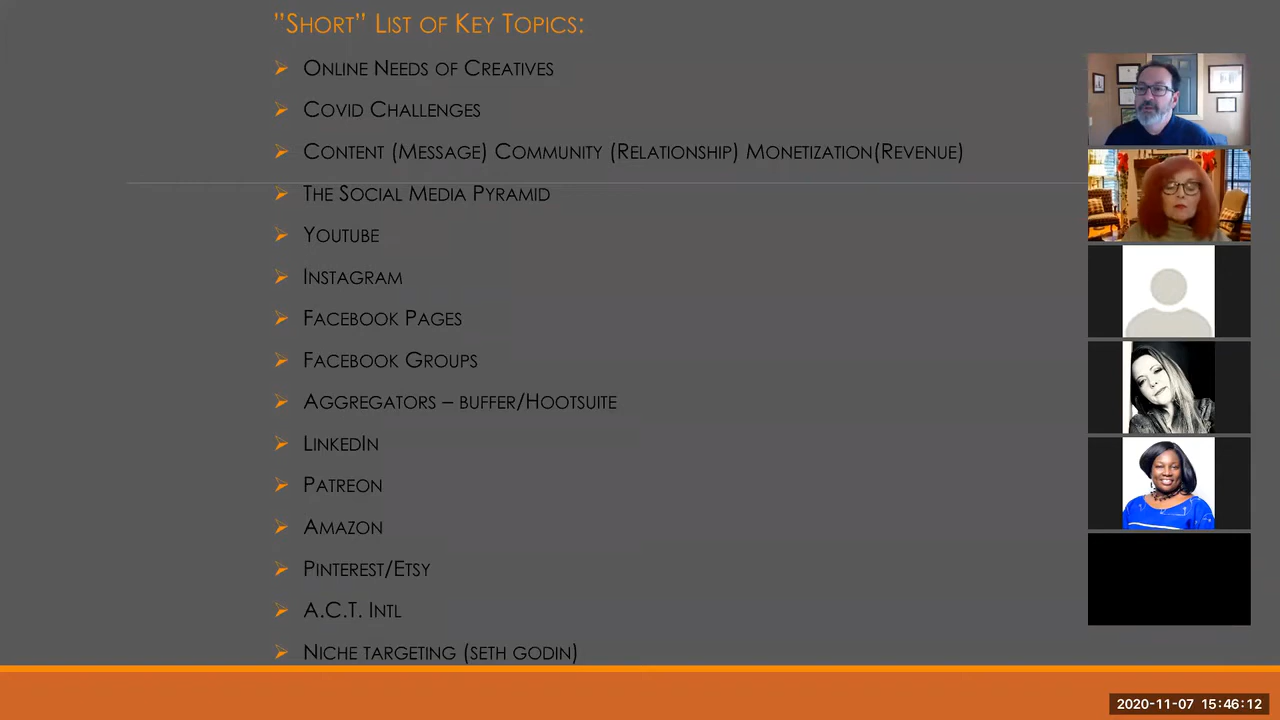 ”Short” List of Key Topics:
Online Needs of Creatives
Covid Challenges
Content (Message) Community (Relationship) Monetization(Revenue)
The Social Media Pyramid
Youtube
Instagram
Facebook Pages
Facebook Groups
Aggregators – buffer/Hootsuite
LinkedIn
Patreon
Amazon
Pinterest/Etsy
A.C.T. Intl
Niche targeting (seth godin)
2020-11-07 15:46:12